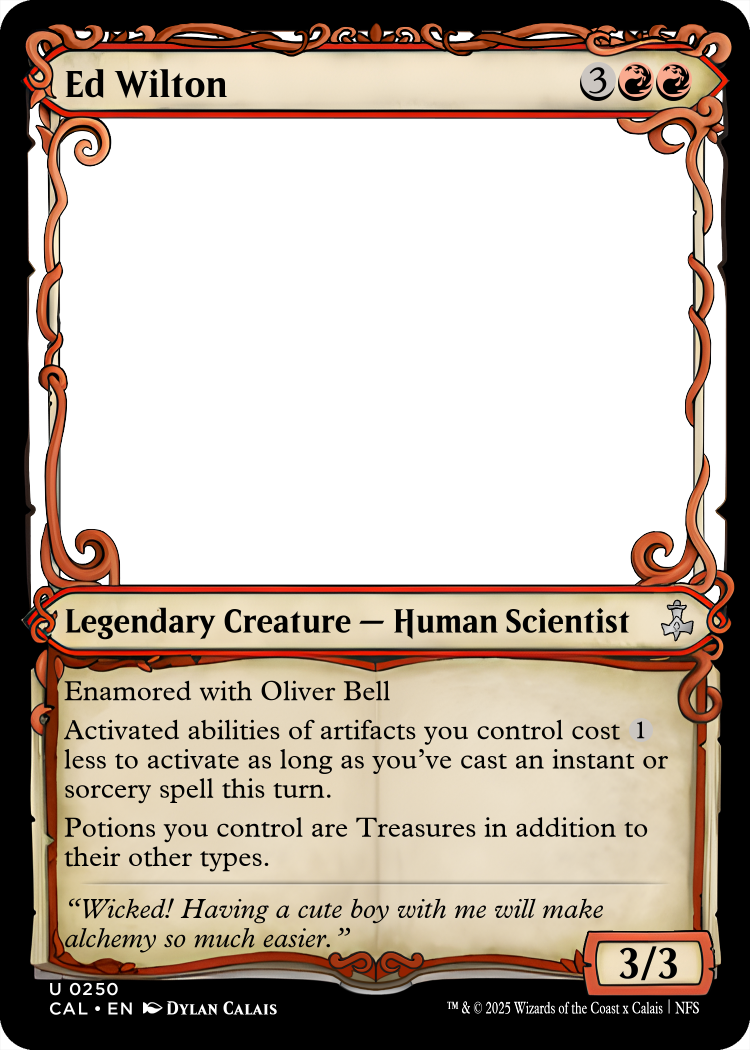 Ed Wilton 3
Legendary Creature — Human Scientist
Enamored with Oliver Bell
Activated abilities of artifacts you control cost 1
less to activate as long as you’ve cast an instant or
sorcery spell this turn.
Potions you control are Treasures in addition to
their other types.
“Wicked! Having a cute boy with me will make
alchemy so much easier.”
3/3
U 0250
CAL • EN Dylan Calais
™ & © 2025 Wizards of the Coast x Calais | NFS